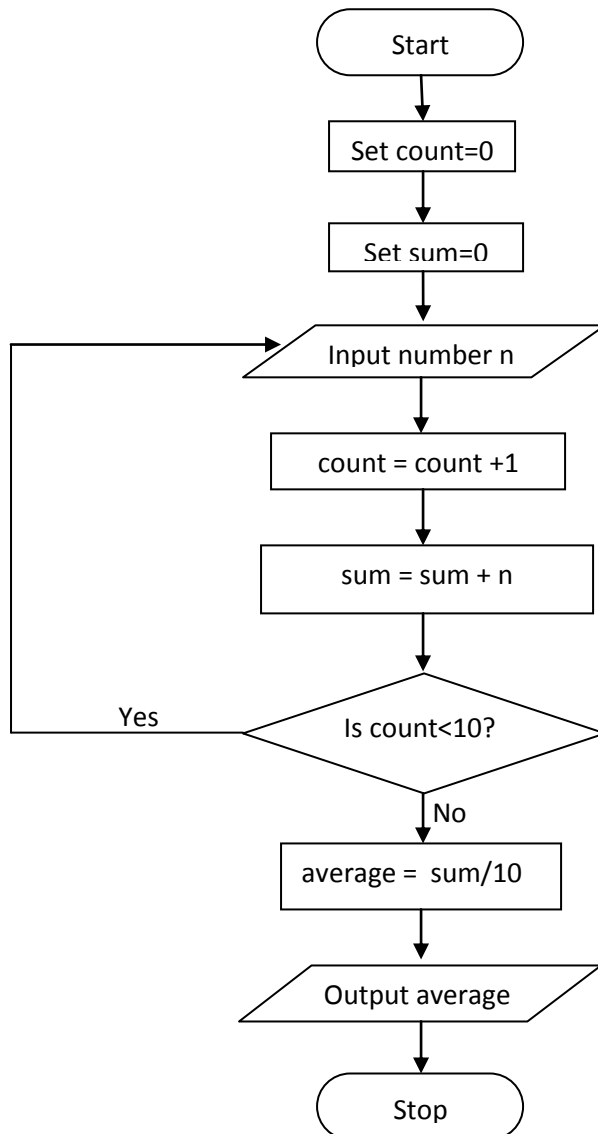 Start
Set count=0
Set sum=0
Input number n
count = count +1
sum = sum + n
Is count<10?
Yes
No
average =  sum/10
Output average
Stop